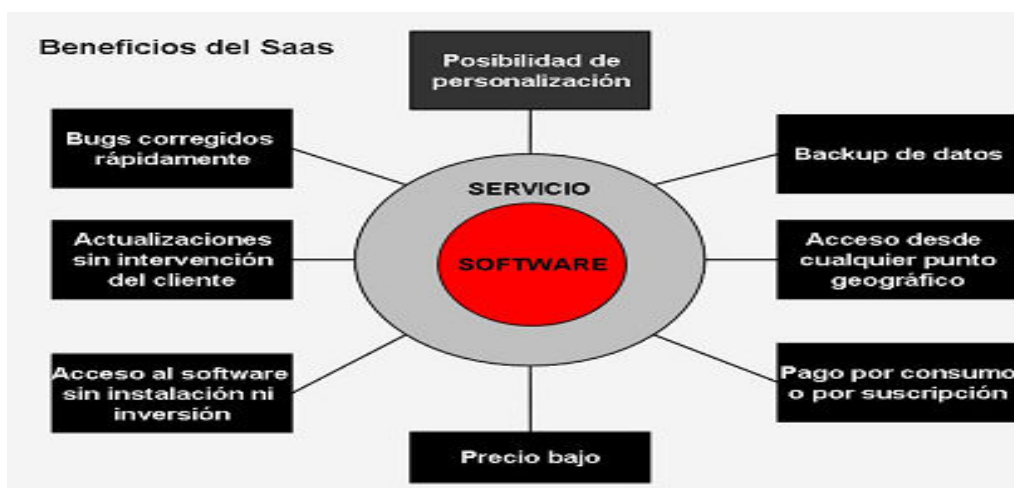 Beneficios del Saas
Posibilidad de
personalización
Bugs corregidos
rápidamente
Backup de datos
SERVICIO
SOFTWARE
Actualizaciones
sin intervención
del cliente
Acceso desde
cualquier punto
geográfico
Acceso al software
sin instalación ni
inversión
Pago por consumo
o por suscripción
Precio bajo